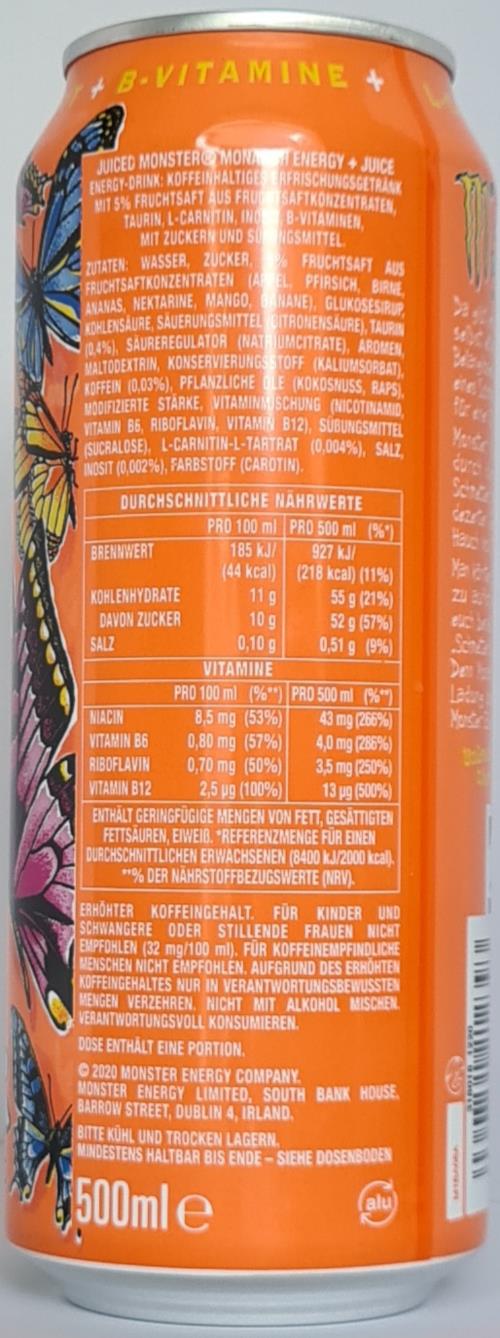 + B-VITAMINE +
JUICED MONSTER® ENERGY + JUICE
ENERGY-DRINK: KOFFEINHALTIGES ERFRISCHUNGSGETRÄNK
MIT 5% FRUCHTSAFT AUS FRUCHTSAFTKONZENTRATEN,
TAURIN, L-CARNITIN, B-VITAMINEN,
MIT ZUCKERN UND SÜSSUNGSMITTEL.
ZUTATEN: WASSER, ZUCKER, FRUCHTSAFT AUS
FRUCHTSAFTKONZENTRATEN (APFEL, PFIRSICH, BIRNE,
ANANAS, NEKTARINE, MANGO, BANANE), GLUKOSESIRUP,
KOHLENSÄURE, SÄUERUNGSMITTEL (CITRONENSÄURE), TAURIN
(0,4%), SÄUREREGULATOR (NATRIUMCITRATE), AROMEN,
MALTODEXTRIN, KONSERVIERUNGSSTOFF (KALIUMSORBAT),
KOFFEIN (0,03%), PFLANZLICHE ÖLE (KOKOSNUSS, RAPS),
MODIFIZIERTE STÄRKE, VITAMINMISCHUNG (NICOTINAMID,
VITAMIN B6, RIBOFLAVIN, VITAMIN B12), SÜBUNGSMITTEL
(SUCRALOSE), L-CARNITIN-L-TARTRAT (0,004%), SALZ,
INOSIT (0,002%), FARBSTOFF (CAROTIN).
DURCHSCHNITTLICHE NÄHRWERTE
PRO 100 ml PRO 500 ml (%*)
BRENNWERT 185 kJ/ 927 kJ/
(44 kcal) (218 kcal) (11%)
KOHLENHYDRATE 11 g 55 g (21%)
DAVON ZUCKER 10 g 52 g (57%)
SALZ 0,10 g 0,51 g (9%)
VITAMINE
PRO 100 ml (%**) PRO 500 ml (%**)
NIACIN 8,5 mg (53%) 43 mg (266%)
VITAMIN B6 0,80 mg (57%) 4,0 mg (286%)
RIBOFLAVIN 0,70 mg (50%) 3,5 mg (250%)
VITAMIN B12 2,5 µg (100%) 13 µg (500%)
ENTHÄLT GERINGFÜGIGE MENGEN VON FETT, GESÄTTIGTEN
FETTSÄUREN, EIWEIß. *REFERENZMENGE FÜR EINEN
DURCHSCHNITTLICHEN ERWACHSENEN (8400 kJ/2000 kcal).
**% DER NÄHRSTOFFBEZUGSWERTE (NRV).
ERHÖHTER KOFFEINGEHALT. FÜR KINDER UND
SCHWANGERE ODER STILLENDE FRAUEN NICHT
EMPFOHLEN (32 mg/100 ml). FÜR KOFFEINEMPFINDLICHE
MENSCHEN NICHT EMPFOHLEN. AUFGRUND DES ERHÖHTEN
KOFFEINGEHALTES NUR IN VERANTWORTUNGSBEWUSSTEN
MENGEN VERZEHREN. NICHT MIT ALKOHOL MISCHEN.
VERANTWORTUNGSVOLL KONSUMIEREN.
DOSE ENTHÄLT EINE PORTION.
© 2020 MONSTER ENERGY COMPANY.
MONSTER ENERGY LIMITED, SOUTH BANK HOUSE,
BARROW STREET, DUBLIN 4, IRLAND.
BITTE KÜHL UND TROCKEN LAGERN.
MINDESTENS HALTBAR BIS ENDE – SIEHE DOSENBODEN
500ml e
alu